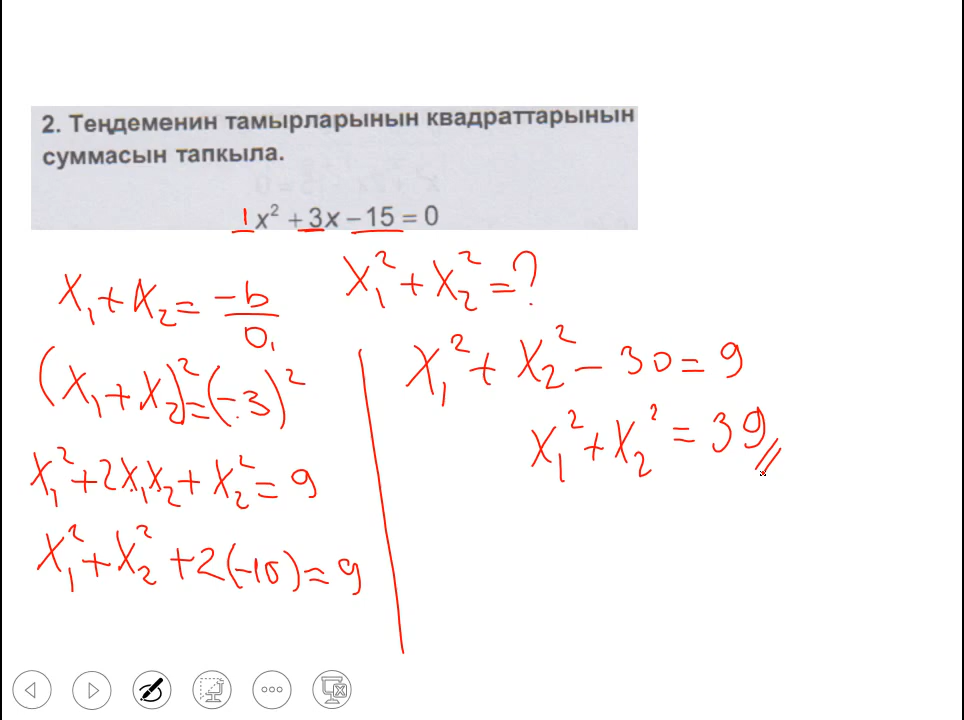 2. Теңдеменин тамырларынын квадраттарынын
суммасын тапкыла.
1x² + 3x − 15 = 0
x₁² + x₂² = ?
x₁ + x₂ = −b/a
(x₁ + x₂)² = (−3)²
x₁² + 2x₁x₂ + x₂² = 9
x₁² + x₂² + 2(−15) = 9
x₁² + x₂² − 30 = 9
x₁² + x₂² = 39